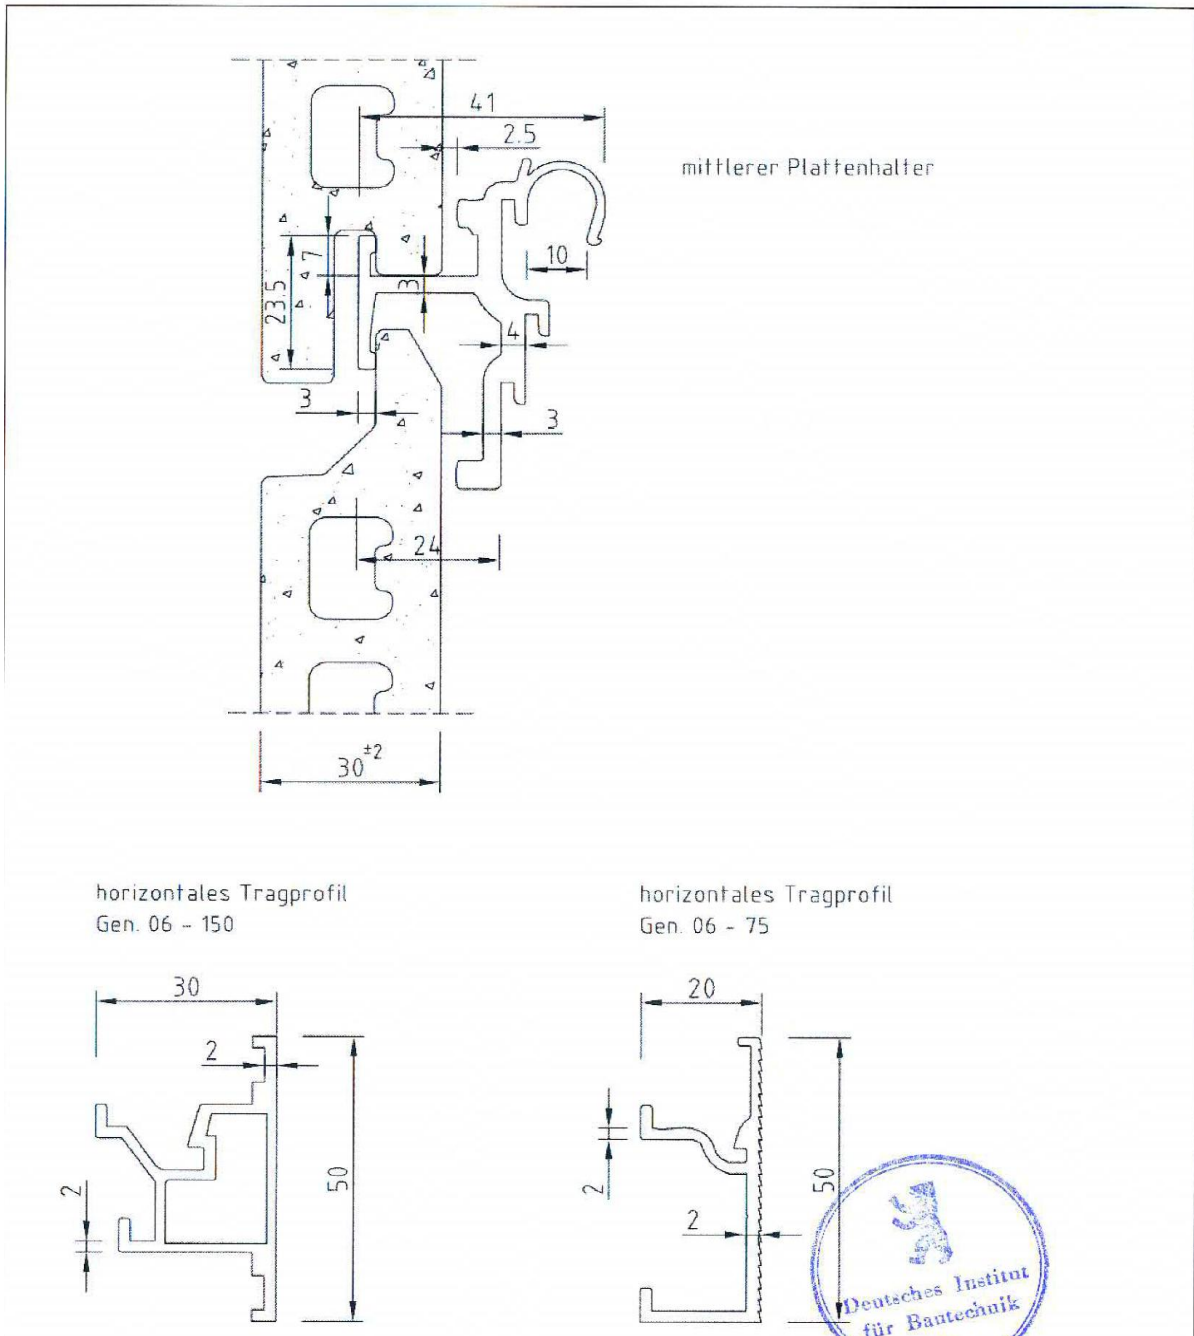 41
2.5
mittlerer Plattenhalter
7
10
23.5
3
4
3
3
24
30 ±2
horizontales Tragprofil
Gen. 06 - 150
horizontales Tragprofil
Gen. 06 - 75
30
20
2
50
2
2
50
2
Deutsches Institut
für Bautechnik